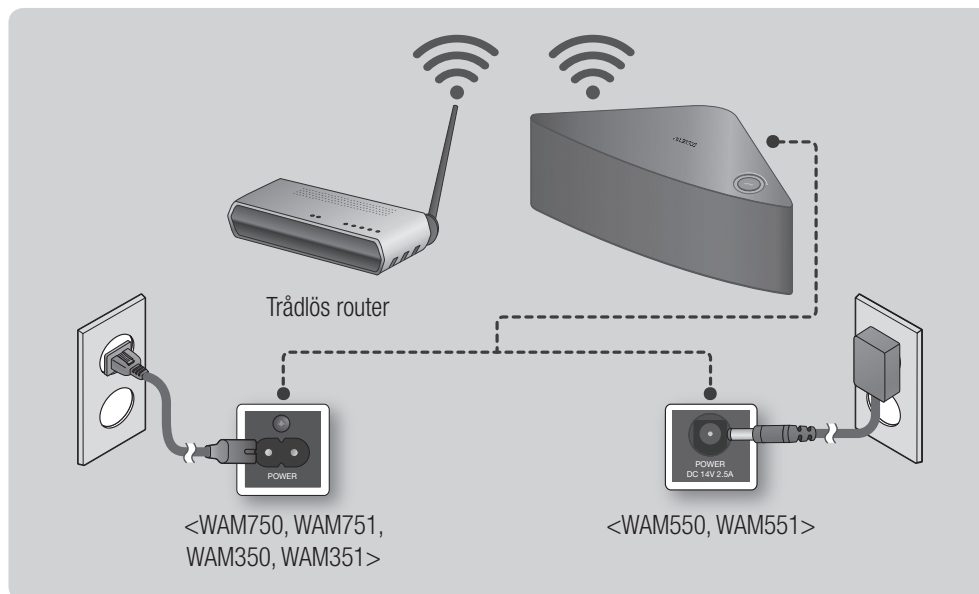 Trådlös router
POWER
POWER
DC 14V 2.5A
<WAM750, WAM751,
WAM350, WAM351>
<WAM550, WAM551>